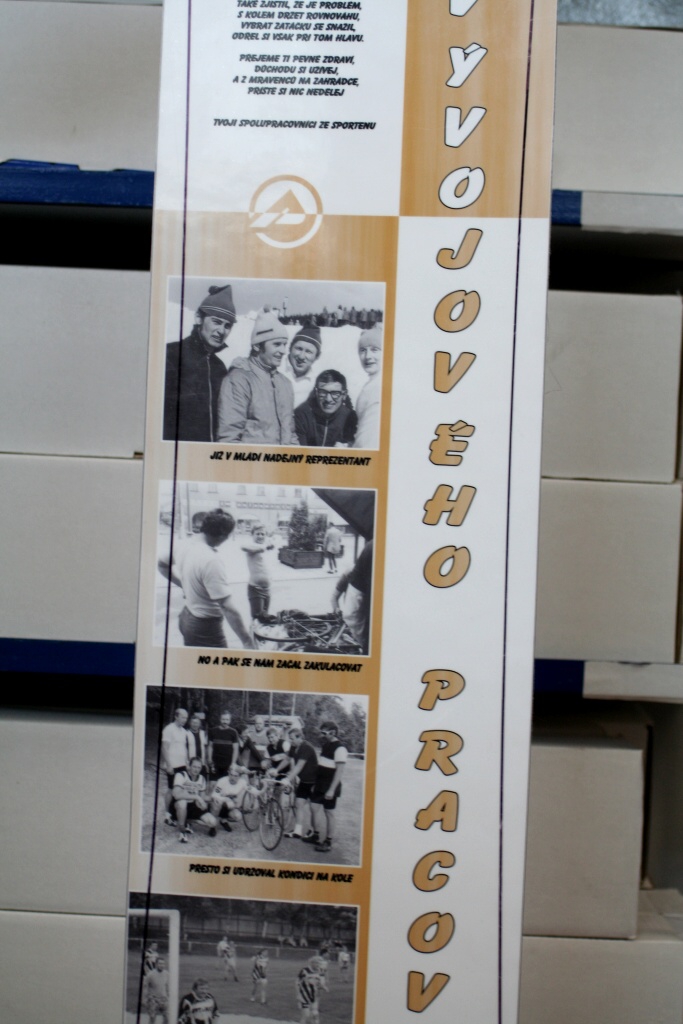 TAKÉ ZJISTIL, ŽE JE PROBLÉM,
S KOLEM DRŽET ROVNOVÁHU,
VYBRAT ZATÁČKU SE SNAŽIL,
ODŘEL SI VŠAK PŘI TOM HLAVU.
PŘEJEME TI PEVNÉ ZDRAVÍ,
DŮCHODU SI UŽÍVEJ,
A Z MRAVENCŮ NA ZAHRÁDCE,
PŘÍŠTĚ SI NIC NEDĚLEJ
TVOJI SPOLUPRACOVNÍCI ZE SPORTENU
JIŽ V MLÁDÍ NADĚJNÝ REPREZENTANT
NO A PAK SE NÁM ZAČAL ZAKULACOVAT
PŘESTO SI UDRŽOVAL KONDICI NA KOLE
VÝVOJOVÉHO PRACOV